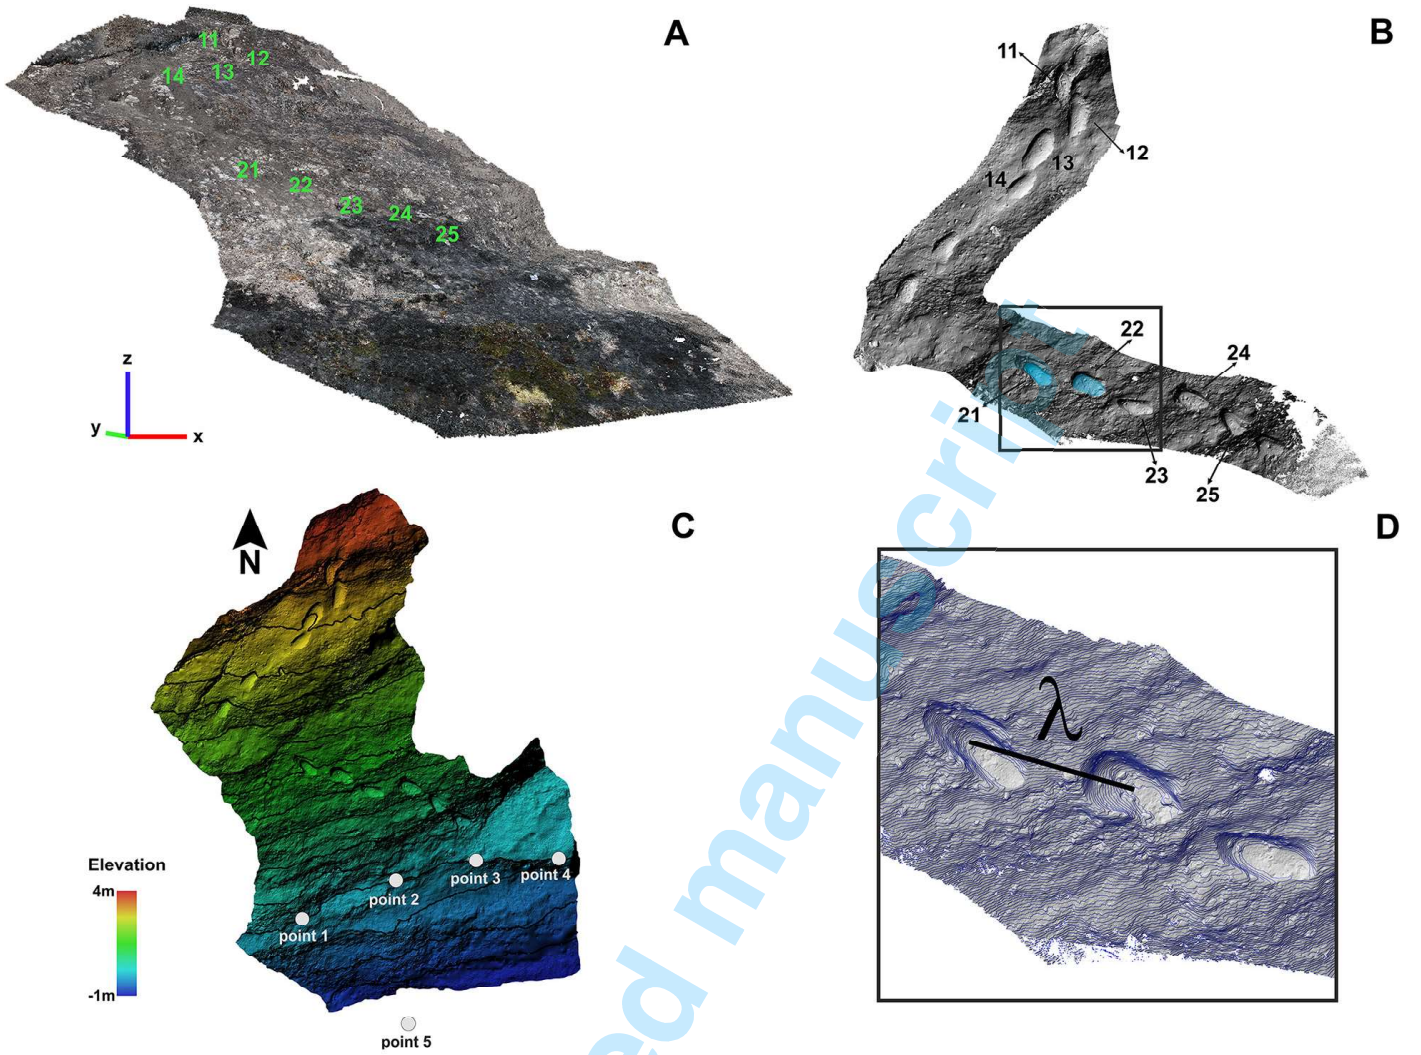 A
11
12
13
14
21
22
23
24
25
z
y
x
B
11
12
13
14
22
24
21
23
25
C
N
Elevation
4m
-1m
point 1
point 2
point 3
point 4
point 5
D
λ
ed manuscript